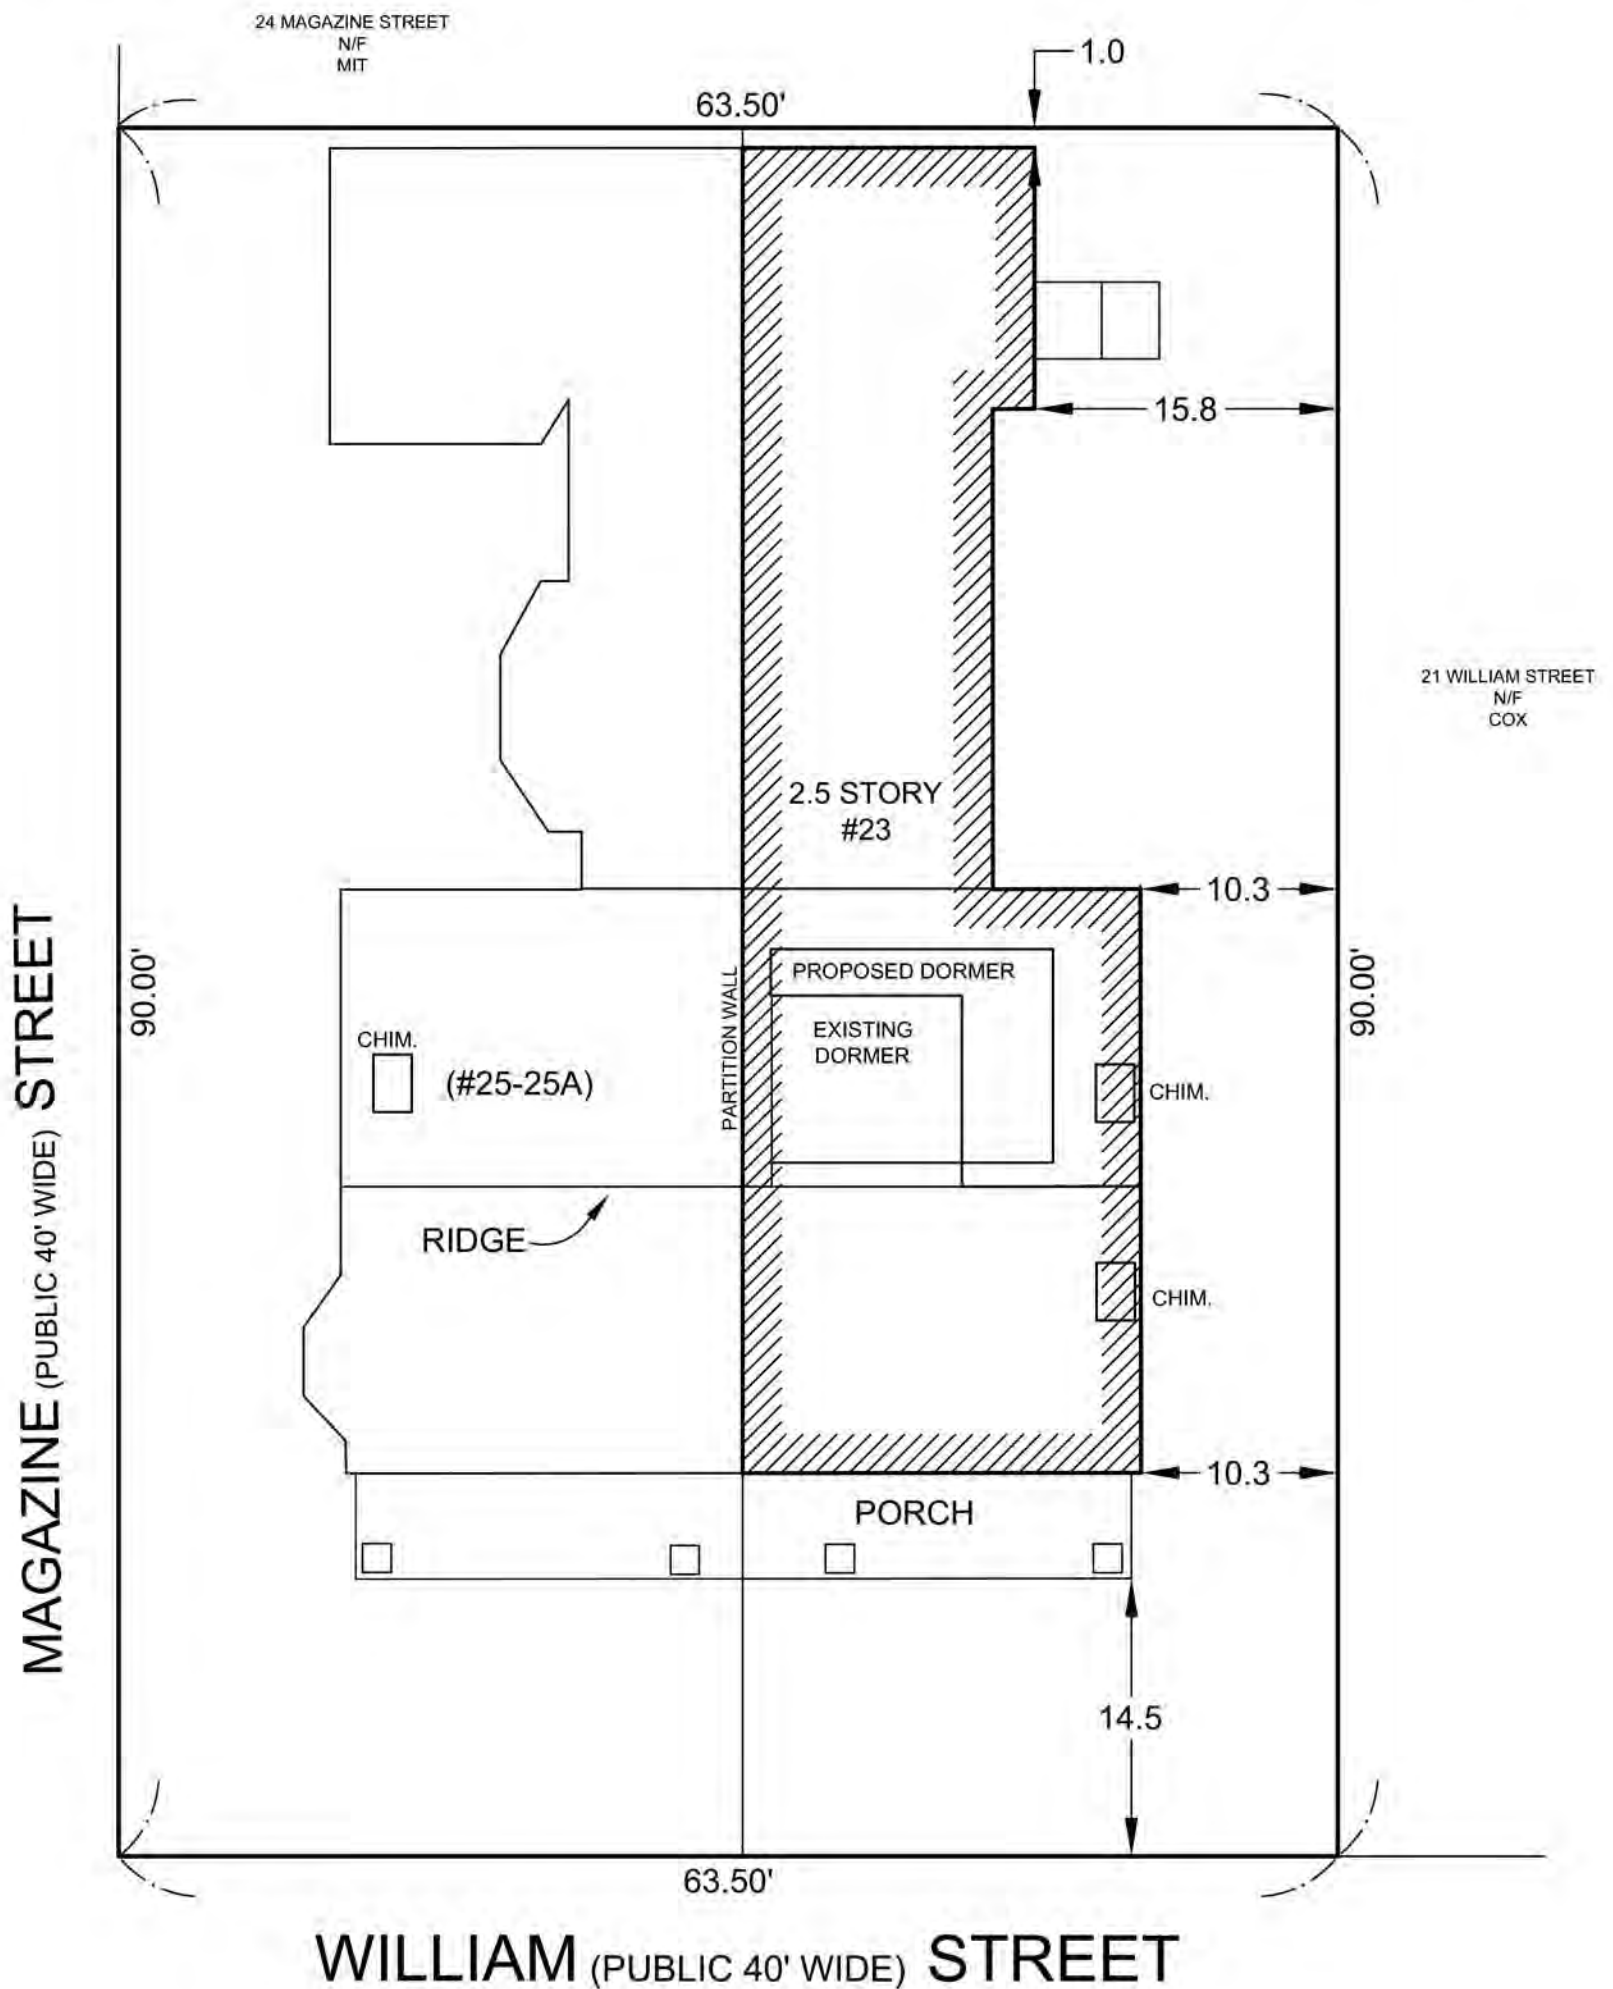 24 MAGAZINE STREET
N/F
MIT
1.0
63.50'
15.8
21 WILLIAM STREET
N/F
COX
2.5 STORY
#23
10.3
MAGAZINE (PUBLIC 40' WIDE) STREET
90.00'
90.00'
PARTITION WALL
PROPOSED DORMER
EXISTING
DORMER
CHIM.
(#25-25A)
CHIM.
RIDGE
CHIM.
10.3
PORCH
14.5
63.50'
WILLIAM (PUBLIC 40' WIDE) STREET